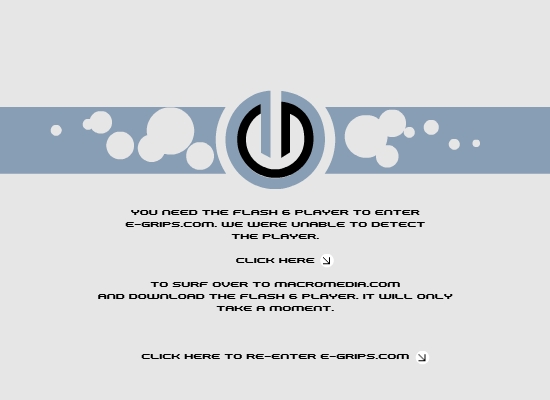 YOU NEED THE FLASH 6 PLAYER TO ENTER
E-GRIPS.COM. WE WERE UNABLE TO DETECT
THE PLAYER.
CLICK HERE
TO SURF OVER TO MACROMEDIA.COM
AND DOWNLOAD THE FLASH 6 PLAYER. IT WILL ONLY
TAKE A MOMENT.
CLICK HERE TO RE-ENTER E-GRIPS.COM